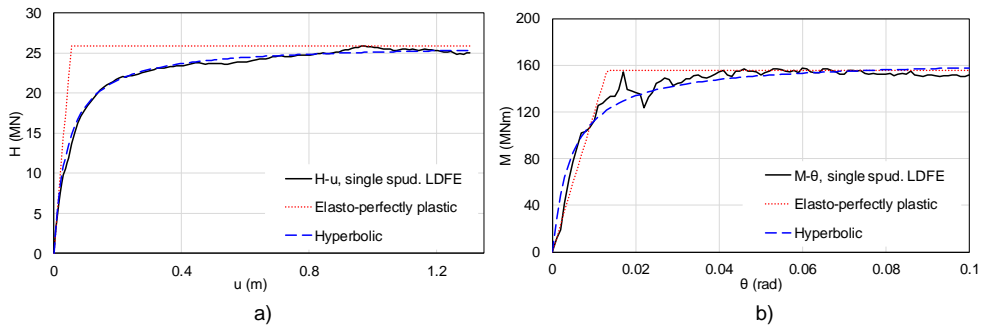 30
25
20
15
10
5
0
H (MN)
0 0.4 0.8 1.2
u (m)
H-u, single spud. LDFE
Elasto-perfectly plastic
Hyperbolic
a)
200
160
120
80
40
0
M (MNm)
0 0.02 0.04 0.06 0.08 0.1
θ (rad)
M-θ, single spud. LDFE
Elasto-perfectly plastic
Hyperbolic
b)